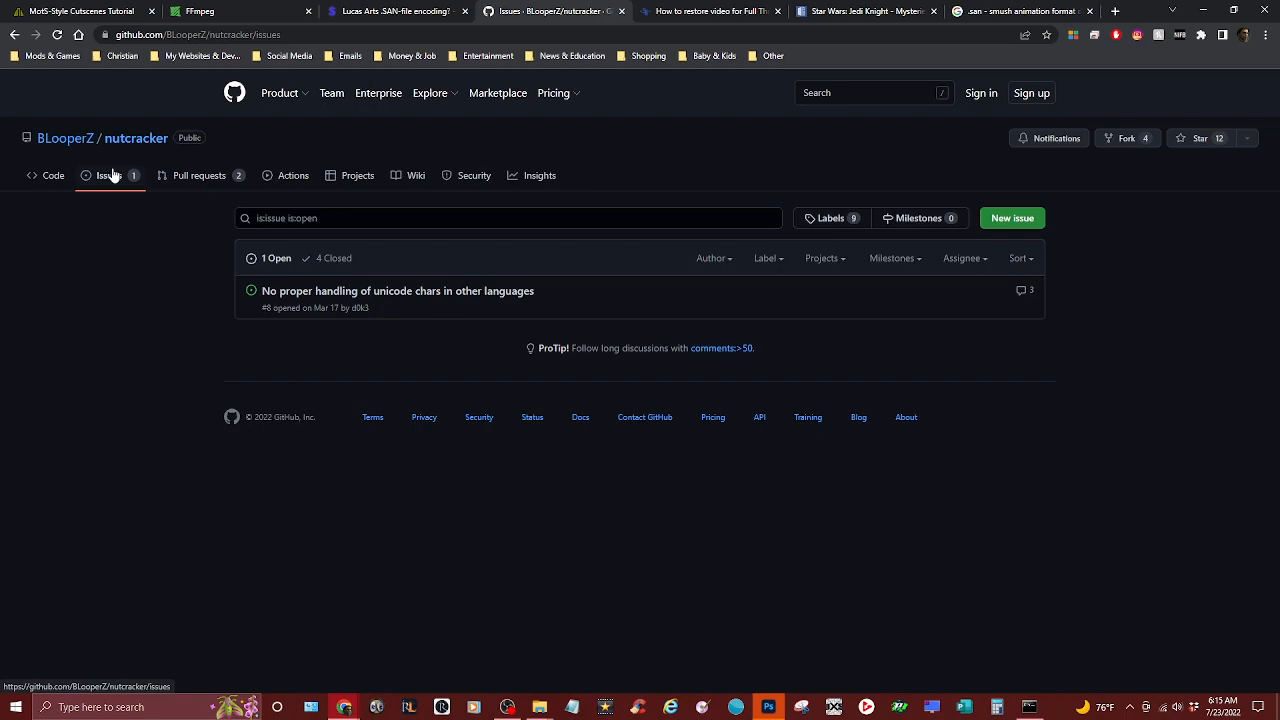 MotS-Style Cutscenes Tutorial
FFmpeg
Lucas Arts .SAN-file encoding? -
Issues · BLooperZ/nutcracker · G
How to restore video for Full Th
Star Wars: Jedi Knight - Mysteri
.san - smush animation format
github.com/BLooperZ/nutcracker/issues
Mods & Games
Christian
My Websites & Dev...
Social Media
Emails
Money & Job
Entertainment
News & Education
Shopping
Baby & Kids
Other
Product
Team
Enterprise
Explore
Marketplace
Pricing
Search
/
Sign in
Sign up
BLooperZ / nutcracker
Public
Notifications
Fork 4
Star 12
Code
Issues 1
Pull requests 2
Actions
Projects
Wiki
Security
Insights
is:issue is:open
Labels 9
Milestones 0
New issue
1 Open
4 Closed
Author
Label
Projects
Milestones
Assignee
Sort
No proper handling of unicode chars in other languages
3
#8 opened on Mar 17 by d0k3
ProTip! Follow long discussions with comments:>50.
© 2022 GitHub, Inc.
Terms
Privacy
Security
Status
Docs
Contact GitHub
Pricing
API
Training
Blog
About
https://github.com/BLooperZ/nutcracker/issues
Type here to search
Ps
76°F
6:15 AM
7/23/2022